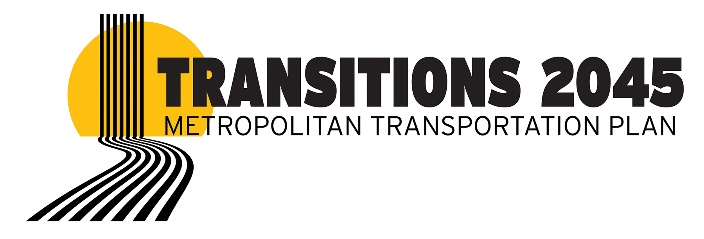 TRANSITIONS 2045
METROPOLITAN TRANSPORTATION PLAN